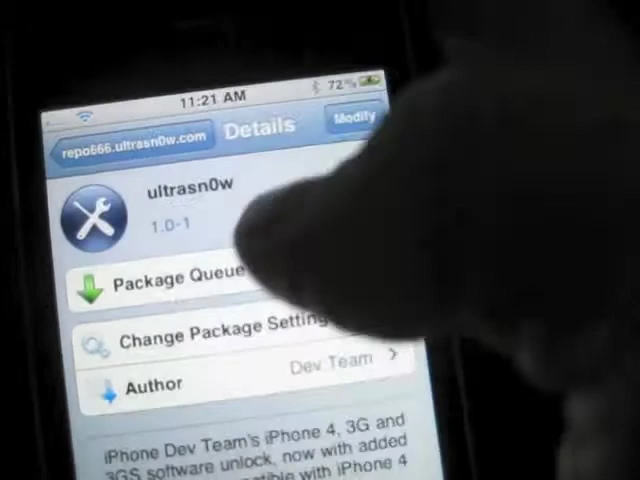 11:21 AM
72%
repo666.ultrasn0w.com
Details
Modify
ultrasn0w
1.0-1
Package Queue
Change Package Setting
Author
Dev Team
iPhone Dev Team's iPhone 4, 3G and
3GS software unlock, now with added
with iPhone 4